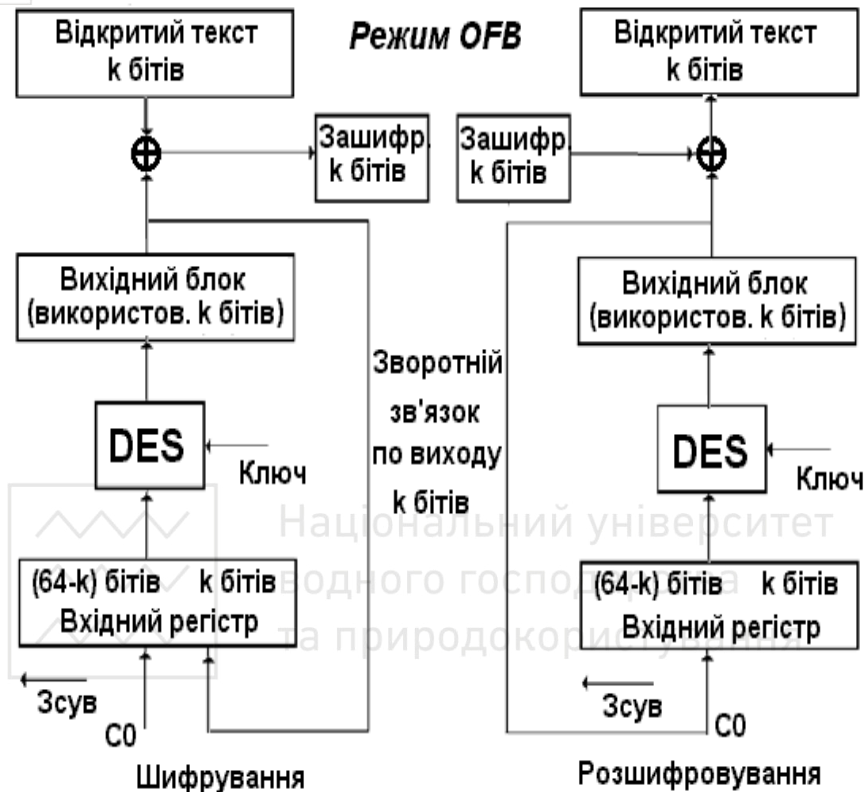 Режим OFB
Відкритий текст
k бітів
Зашифр.
k бітів
Вихідний блок
(використов. k бітів)
DES
Ключ
(64-k) бітів k бітів
Вхідний регістр
Зсув
C0
Шифрування
Зворотній
зв'язок
по виходу
k бітів
Відкритий текст
k бітів
Зашифр.
k бітів
Вихідний блок
(використов. k бітів)
DES
Ключ
(64-k) бітів k бітів
Вхідний регістр
Зсув
C0
Розшифровування
Національний університет
водного господарства
та природокористування